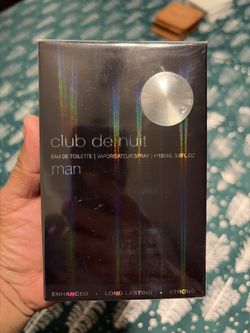 club de nuit
EAU DE TOILETTE | VAPORISATEUR SPRAY | 105ML 3.6FL.OZ
man
ENHANCED • LONG LASTING • STRONG